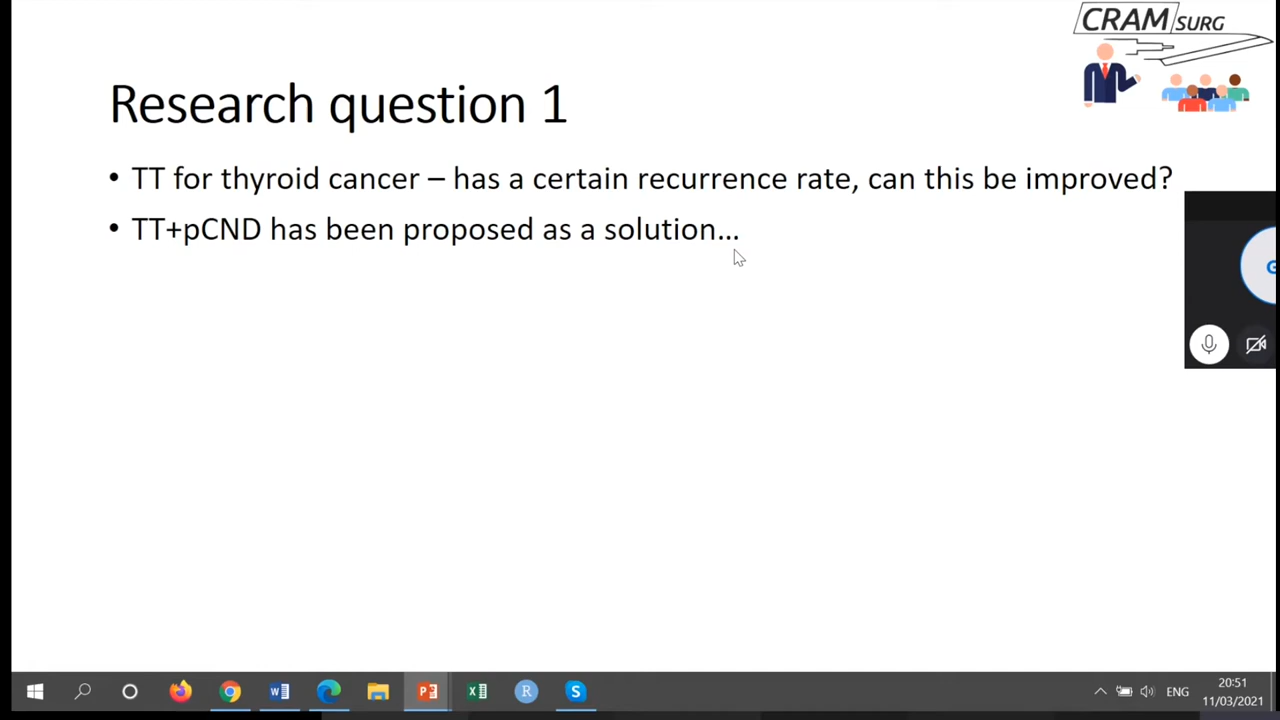 CRAM SURG
Research question 1
• TT for thyroid cancer – has a certain recurrence rate, can this be improved?
• TT+pCND has been proposed as a solution...
ENG
20:51
11/03/2021